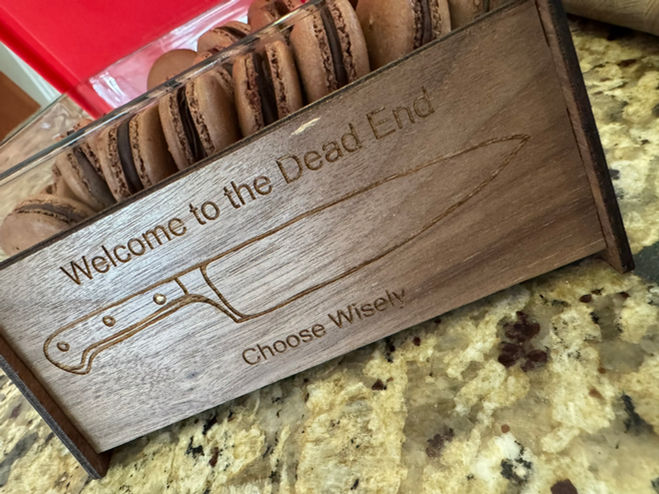 Welcome to the Dead End
Choose Wisely